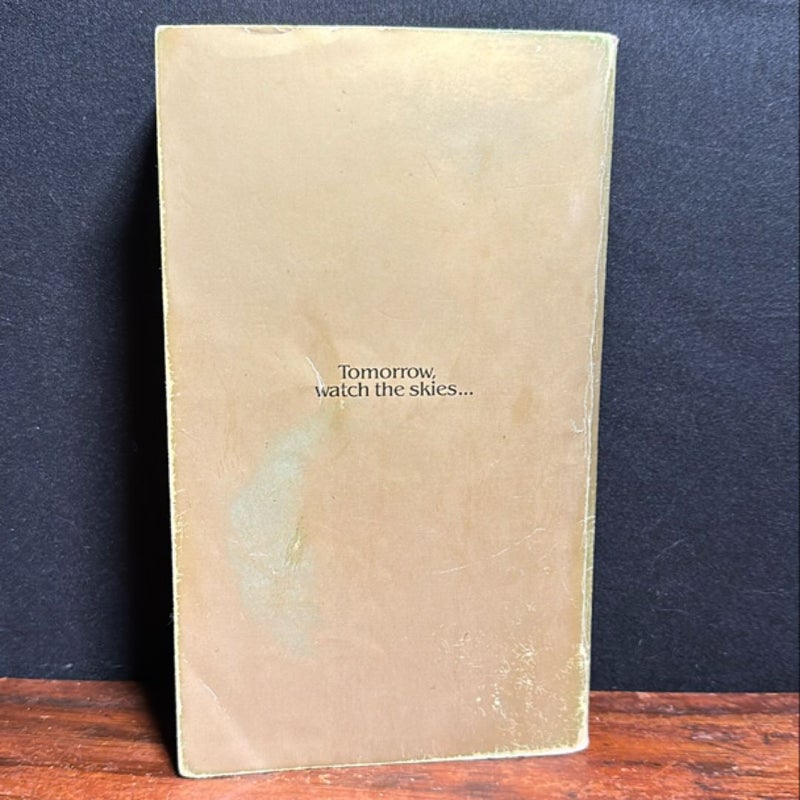 Tomorrow,
watch the skies...